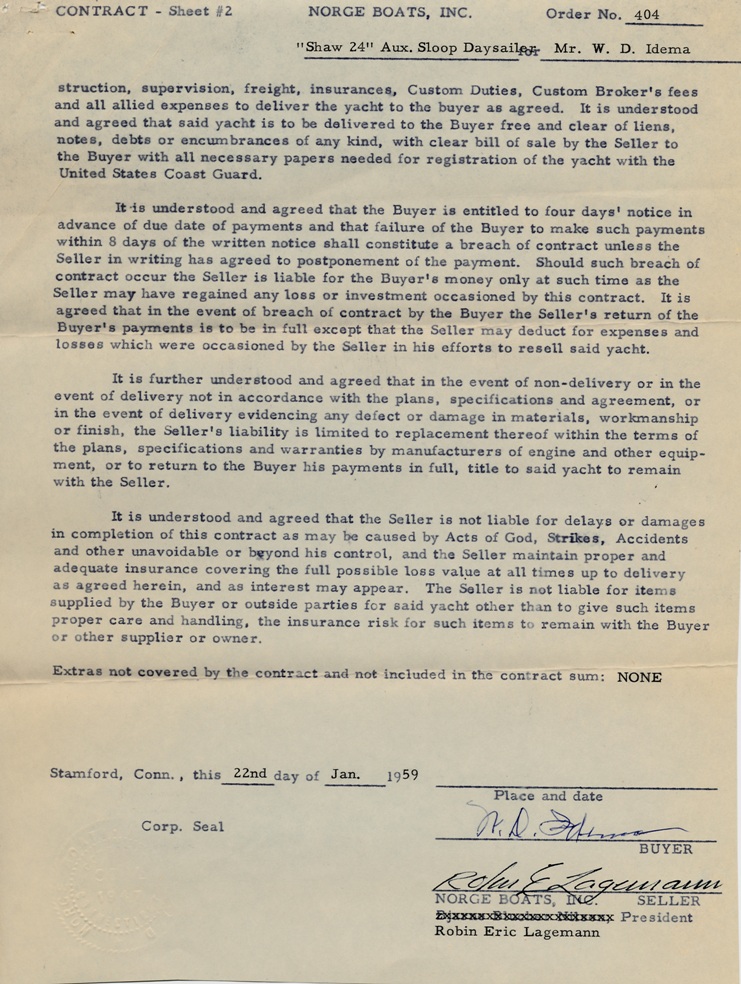 CONTRACT - Sheet #2 NORGE BOATS, INC. Order No. 404
"Shaw 24" Aux. Sloop Daysailer for Mr. W. D. Idema
struction, supervision, freight, insurances, Custom Duties, Custom Broker's fees
and all allied expenses to deliver the yacht to the buyer as agreed. It is understood
and agreed that said yacht is to be delivered to the Buyer free and clear of liens,
notes, debts or encumbrances of any kind, with clear bill of sale by the Seller to
the Buyer with all necessary papers needed for registration of the yacht with the
United States Coast Guard.
It is understood and agreed that the Buyer is entitled to four days' notice in
advance of due date of payments and that failure of the Buyer to make such payments
within 8 days of the written notice shall constitute a breach of contract unless the
Seller in writing has agreed to postponement of the payment. Should such breach of
contract occur the Seller is liable for the Buyer's money only at such time as the
Seller may have regained any loss or investment occasioned by this contract. It is
agreed that in the event of breach of contract by the Buyer the Seller's return of the
Buyer's payments is to be in full except that the Seller may deduct for expenses and
losses which were occasioned by the Seller in his efforts to resell said yacht.
It is further understood and agreed that in the event of non-delivery or in the
event of delivery not in accordance with the plans, specifications and agreement, or
in the event of delivery evidencing any defect or damage in materials, workmanship
or finish, the Seller's liability is limited to replacement thereof within the terms of
the plans, specifications and warranties by manufacturers of engine and other equip-
ment, or to return to the Buyer his payments in full, title to said yacht to remain
with the Seller.
It is understood and agreed that the Seller is not liable for delays or damages
in completion of this contract as may be caused by Acts of God, Strikes, Accidents
and other unavoidable or beyond his control, and the Seller maintain proper and
adequate insurance covering the full possible loss value at all times up to delivery
as agreed herein, and as interest may appear. The Seller is not liable for items
supplied by the Buyer or outside parties for said yacht other than to give such items
proper care and handling, the insurance risk for such items to remain with the Buyer
or other supplier or owner.
Extras not covered by the contract and not included in the contract sum: NONE
Stamford, Conn., this 22nd day of Jan. 1959
Place and date
Corp. Seal
W. D. Idema
BUYER
Robin E Lagemann
NORGE BOATS, INC. SELLER
President
Robin Eric Lagemann